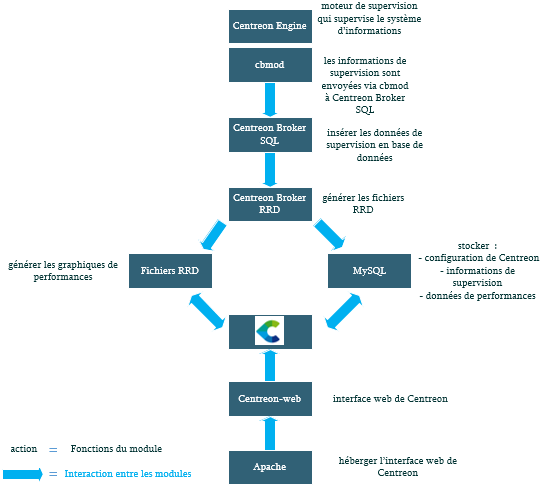 Centreon Engine
moteur de supervision
qui supervise le système
d'informations
cbmod
les informations de
supervision sont
envoyées via cbmod
à Centreon Broker
SQL
Centreon Broker
SQL
insérer les données de
supervision en base de
données
Centreon Broker
RRD
générer les fichiers
RRD
générer les graphiques de
performances
Fichiers RRD
MySQL
stocker :
- configuration de Centreon
- informations de
supervision
- données de performances
Centreon-web
interface web de Centreon
action = Fonctions du module
Apache
héberger l'interface web de
Centreon
= Interaction entre les modules